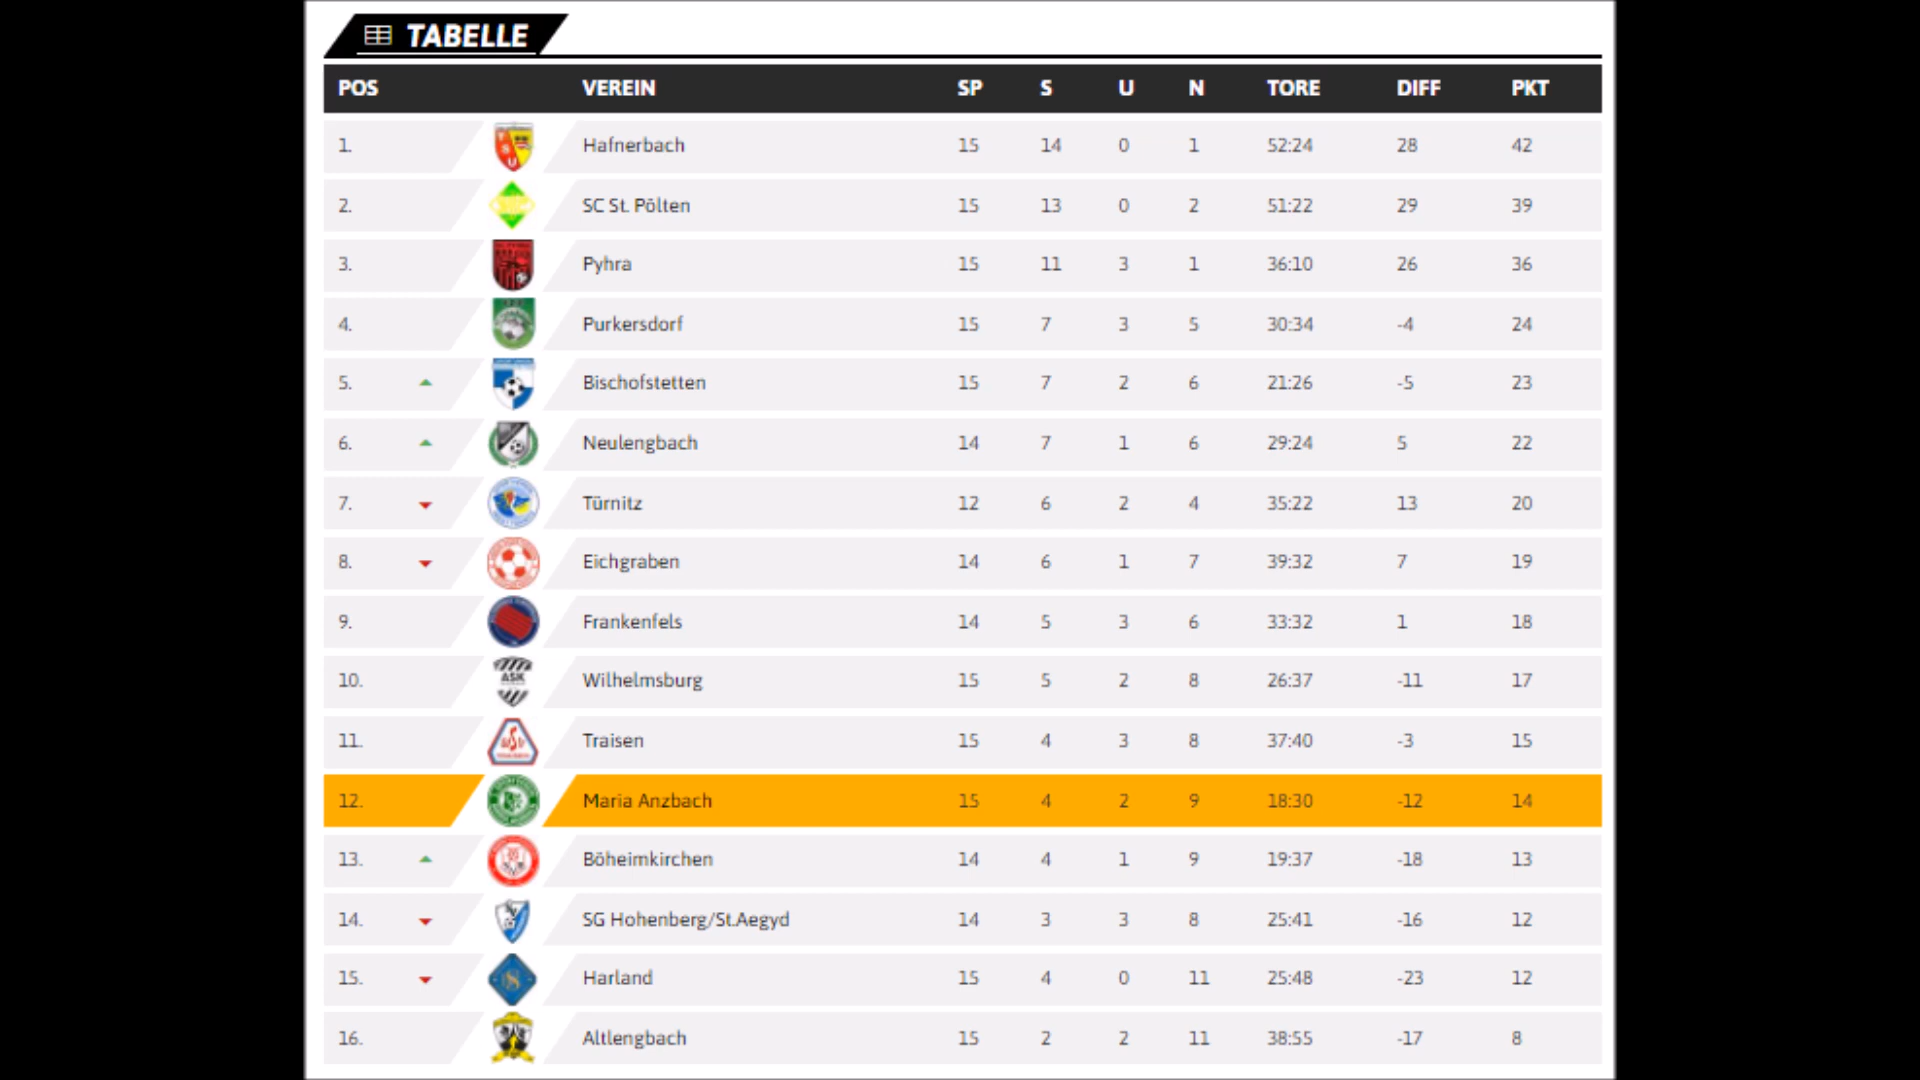 TABELLE
POS VEREIN SP S U N TORE DIFF PKT
1. Hafnerbach 15 14 0 1 52:24 28 42
2. SC St. Pölten 15 13 0 2 51:22 29 39
3. Pyhra 15 11 3 1 36:10 26 36
4. Purkersdorf 15 7 3 5 30:34 -4 24
5. Bischofstetten 15 7 2 6 21:26 -5 23
6. Neulengbach 14 7 1 6 29:24 5 22
7. Türnitz 12 6 2 4 35:22 13 20
8. Eichgraben 14 6 1 7 39:32 7 19
9. Frankenfels 14 5 3 6 33:32 1 18
10. ASK Wilhelmsburg 15 5 2 8 26:37 -11 17
11. Traisen 15 4 3 8 37:40 -3 15
12. Maria Anzbach 15 4 2 9 18:30 -12 14
13. Böheimkirchen 14 4 1 9 19:37 -18 13
14. SG Hohenberg/St.Aegyd 14 3 3 8 25:41 -16 12
15. Harland 15 4 0 11 25:48 -23 12
16. Altlengbach 15 2 2 11 38:55 -17 8